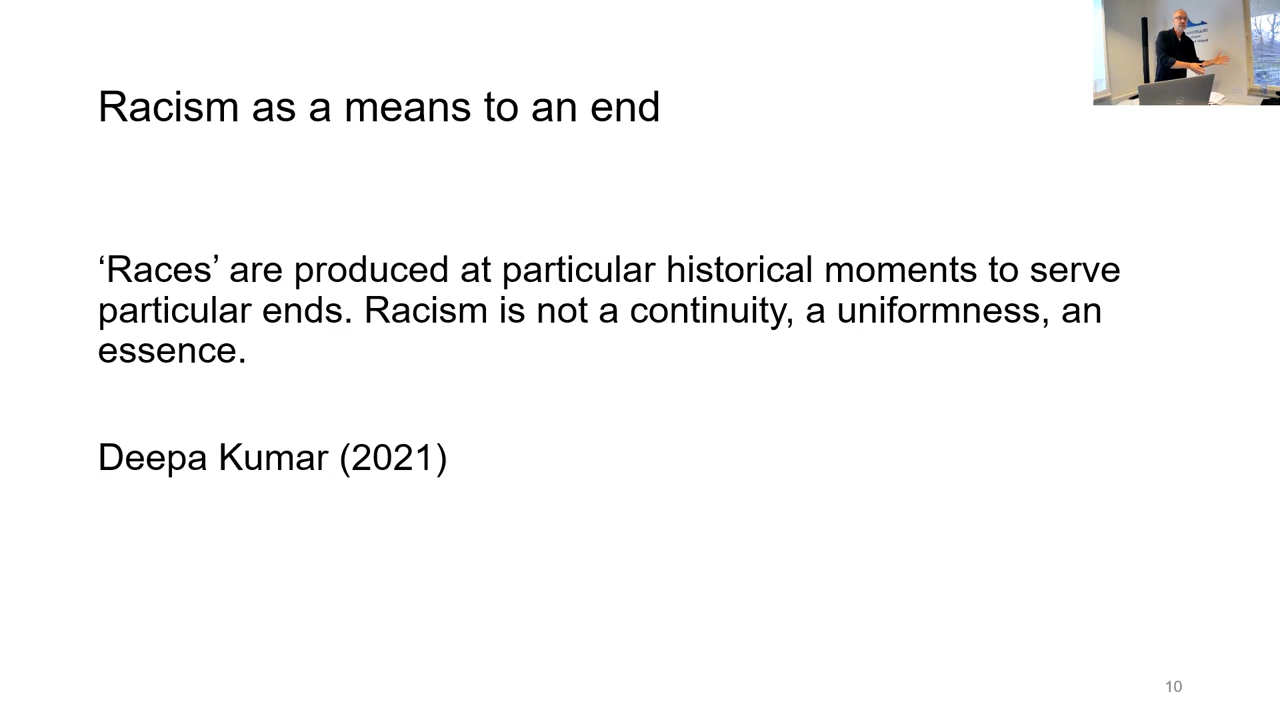 Racism as a means to an end
‘Races’ are produced at particular historical moments to serve
particular ends. Racism is not a continuity, a uniformness, an
essence.
Deepa Kumar (2021)
10